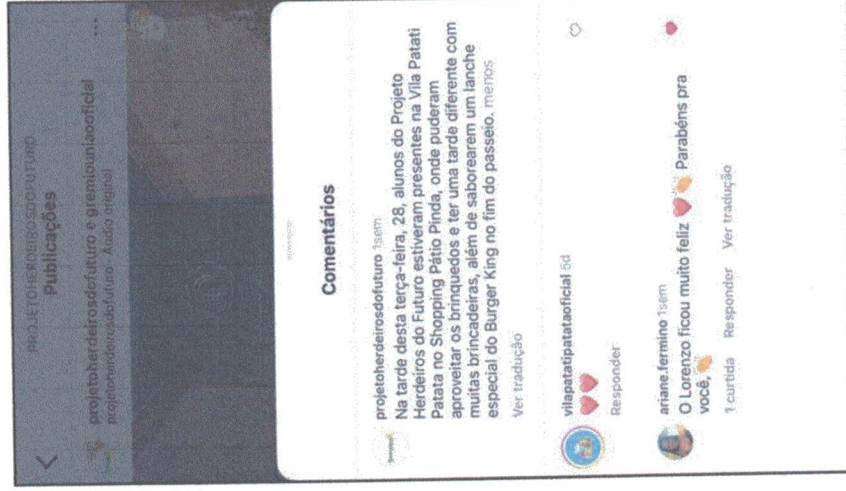 PROJETOHERDEIROSDOFUTURO
Publicações
projetoherdeirosdofuturo e gremiouniaooficial
projetoherdeirosdofuturo · Áudio original
Comentários
projetoherdeirosdofuturo 1sem
Na tarde desta terça-feira, 28, alunos do Projeto
Herdeiros do Futuro estiveram presentes na Vila Patati
Patata no Shopping Pátio Pinda, onde puderam
aproveitar os brinquedos e ter uma tarde diferente com
muitas brincadeiras, além de saborearem um lanche
especial do Burger King no fim do passeio. menos
Ver tradução
vilapatatipatataoficial 6d
❤️❤️
Responder
ariane.fermino 1sem
O Lorenzo ficou muito feliz ❤️👏 Parabéns pra
você, 👏
1 curtida Responder Ver tradução